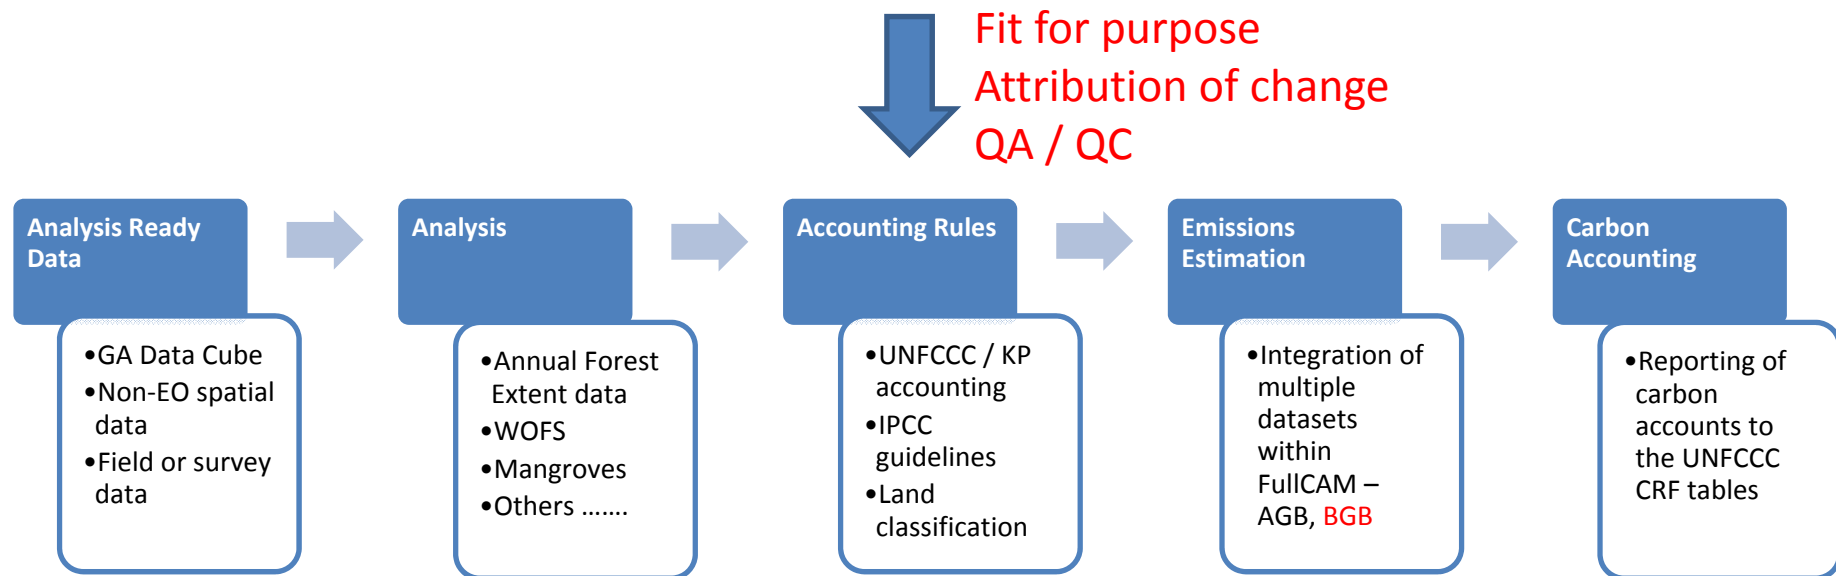 Fit for purpose
Attribution of change
QA / QC
Analysis Ready
Data
•GA Data Cube
•Non-EO spatial
data
•Field or survey
data
Analysis
•Annual Forest
Extent data
•WOFS
•Mangroves
•Others …….
Accounting Rules
•UNFCCC / KP
accounting
•IPCC
guidelines
•Land
classification
Emissions
Estimation
•Integration of
multiple
datasets
within
FullCAM –
AGB, BGB
Carbon
Accounting
•Reporting of
carbon
accounts to
the UNFCCC
CRF tables